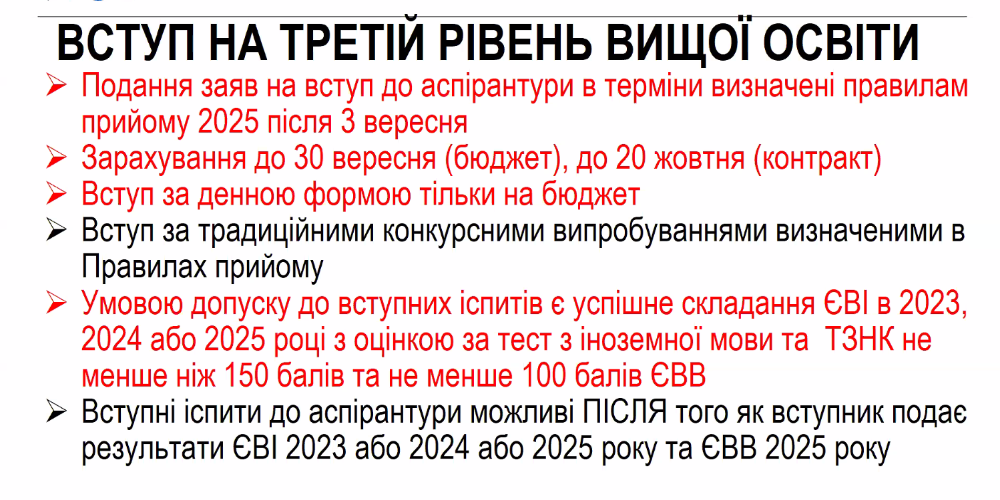 ВСТУП НА ТРЕТІЙ РІВЕНЬ ВИЩОЇ ОСВІТИ
➢ Подання заяв на вступ до аспірантури в терміни визначені правилам
прийому 2025 після 3 вересня
➢ Зарахування до 30 вересня (бюджет), до 20 жовтня (контракт)
➢ Вступ за денною формою тільки на бюджет
➢ Вступ за традиційними конкурсними випробуваннями визначеними в
Правилах прийому
➢ Умовою допуску до вступних іспитів є успішне складання ЄВІ в 2023,
2024 або 2025 році з оцінкою за тест з іноземної мови та ТЗНК не
менше ніж 150 балів та не менше 100 балів ЄВВ
➢ Вступні іспити до аспірантури можливі ПІСЛЯ того як вступник подає
результати ЄВІ 2023 або 2024 або 2025 року та ЄВВ 2025 року